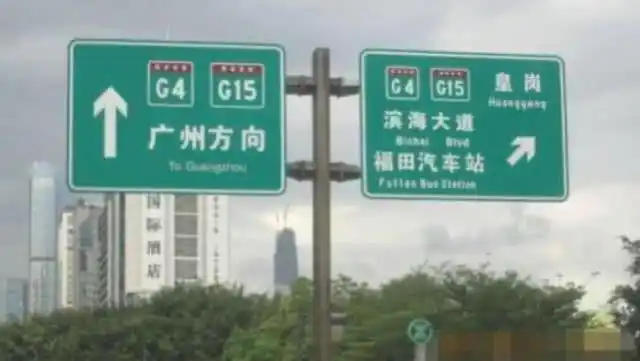 G4 G15
广州方向
To Guangzhou
G4 G15
皇岗
Huanggang
滨海大道
Binhai Blvd
福田汽车站
Futian Bus Station
国际酒店